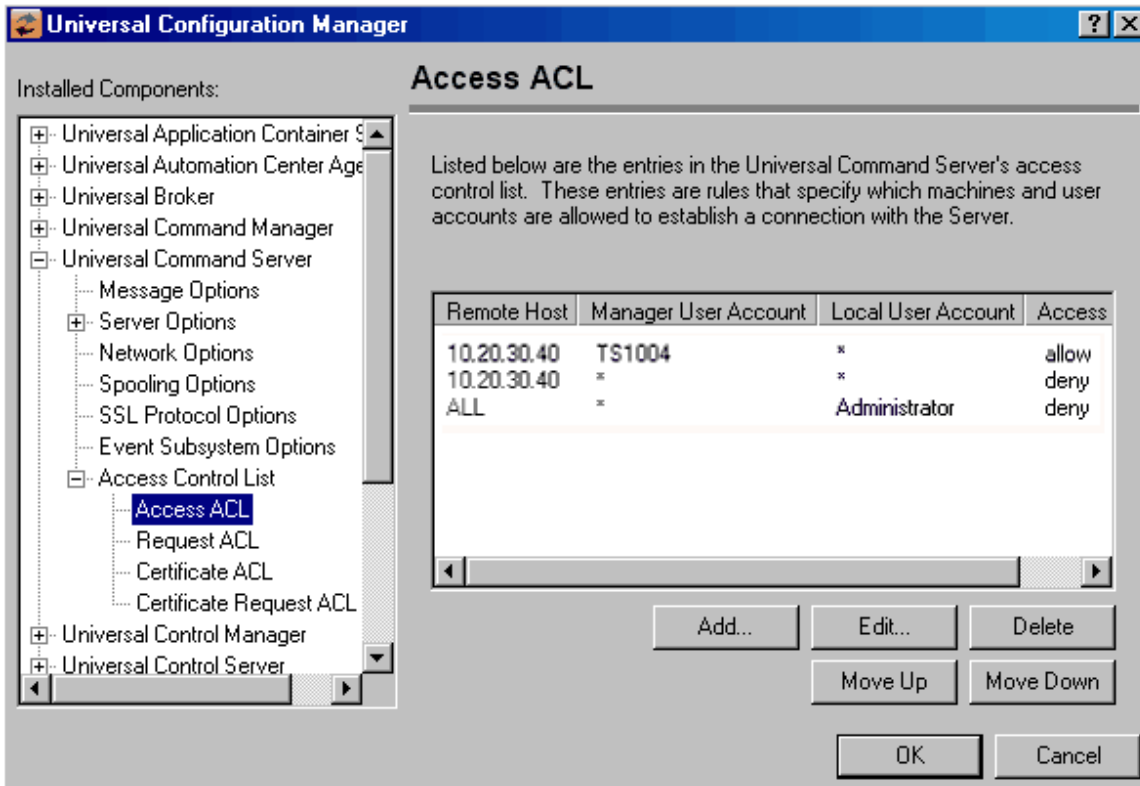 Universal Configuration Manager
Installed Components:
Universal Application Container S
Universal Automation Center Age
Universal Broker
Universal Command Manager
Universal Command Server
Message Options
Server Options
Network Options
Spooling Options
SSL Protocol Options
Event Subsystem Options
Access Control List
Access ACL
Request ACL
Certificate ACL
Certificate Request ACL
Universal Control Manager
Universal Control Server
Access ACL
Listed below are the entries in the Universal Command Server's access
control list. These entries are rules that specify which machines and user
accounts are allowed to establish a connection with the Server.
Remote Host Manager User Account Local User Account Access
10.20.30.40 TS1004 * allow
10.20.30.40 * * deny
ALL * Administrator deny
Add... Edit... Delete
Move Up Move Down
OK Cancel